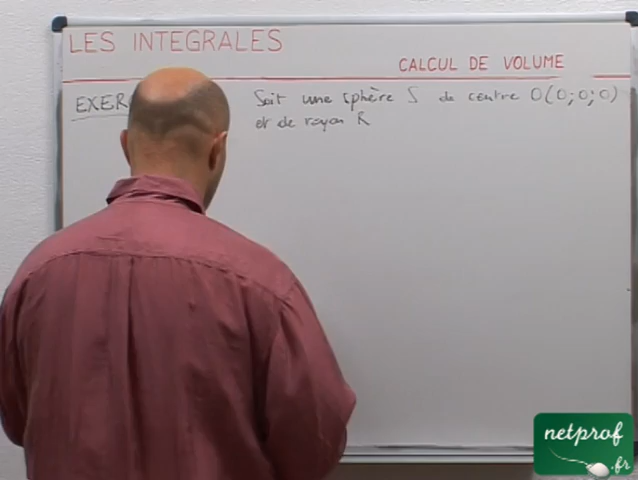 LES INTEGRALES
CALCUL DE VOLUME
EXER
Soit une sphère S de centre O(0;0;0)
et de rayon R
netprof
.fr